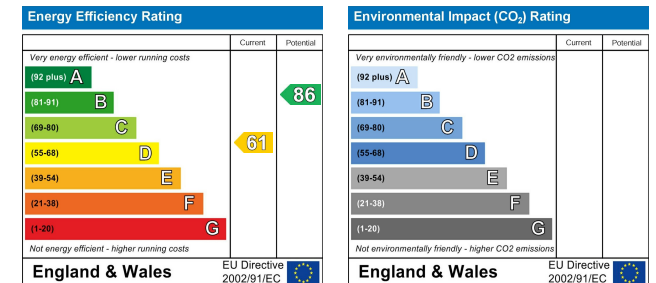 Energy Efficiency Rating
Current Potential
Very energy efficient - lower running costs
(92 plus) A
(81-91) B
(69-80) C
(55-68) D
(39-54) E
(21-38) F
(1-20) G
86
61
Not energy efficient - higher running costs
England & Wales
EU Directive
2002/91/EC
Environmental Impact (CO₂) Rating
Current Potential
Very environmentally friendly - lower CO2 emissions
(92 plus) A
(81-91) B
(69-80) C
(55-68) D
(39-54) E
(21-38) F
(1-20) G
Not environmentally friendly - higher CO2 emissions
England & Wales
EU Directive
2002/91/EC